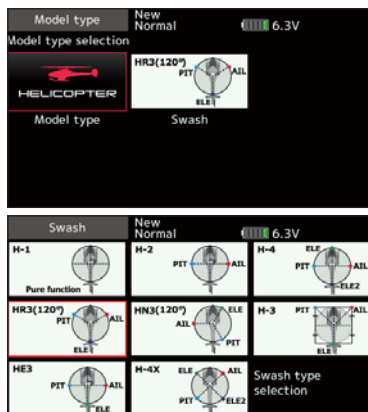 Model type
New
Normal
6.3V
Model type selection
HR3(120°)
PIT
AIL
ELE
HELICOPTER
Model type
Swash
Swash
New
Normal
6.3V
H-1
Pure function
H-2
PIT
AIL
H-4
ELE
PIT
AIL
ELE2
HR3(120°)
PIT
AIL
ELE
HN3(120°)
ELE
AIL
PIT
H-3
PIT
AIL
ELE
HE3
PIT
AIL
ELE
H-4X
ELE
AIL
PIT
ELE2
Swash type
selection